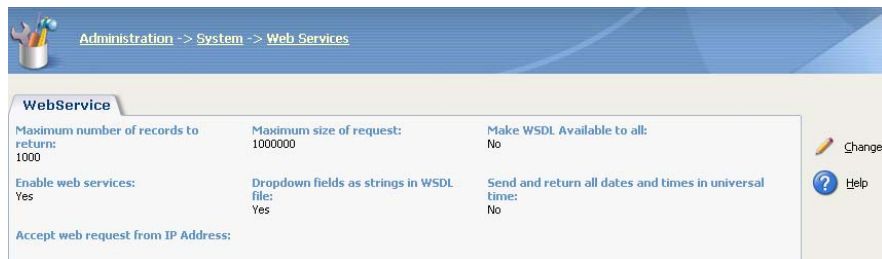 Administration -> System -> Web Services
WebService
Maximum number of records to return:
1000
Maximum size of request:
1000000
Make WSDL Available to all:
No
Change
Enable web services:
Yes
Dropdown fields as strings in WSDL file:
Yes
Send and return all dates and times in universal time:
No
Help
Accept web request from IP Address: